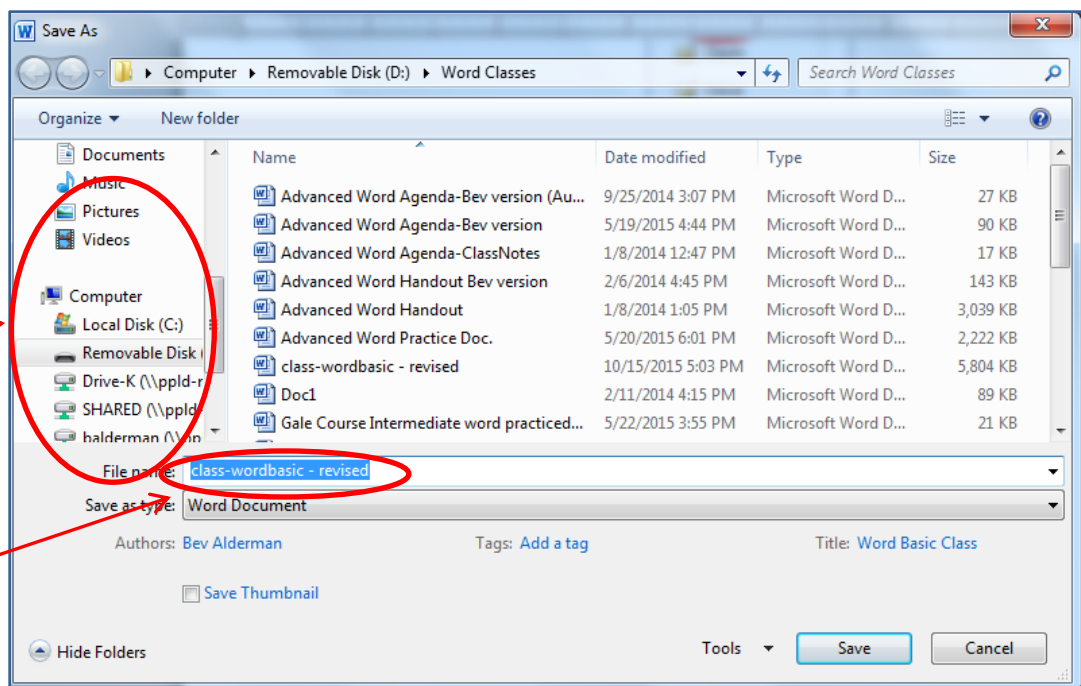 Save As
Computer ▸ Removable Disk (D:) ▸ Word Classes
Search Word Classes
Organize
New folder
Documents
Music
Pictures
Videos
Computer
Local Disk (C:)
Removable Disk (
Drive-K (\\ppld-r
SHARED (\\ppld-
balderman (\\pp
Name Date modified Type Size
Advanced Word Agenda-Bev version (Au... 9/25/2014 3:07 PM Microsoft Word D... 27 KB
Advanced Word Agenda-Bev version 5/19/2015 4:44 PM Microsoft Word D... 90 KB
Advanced Word Agenda-ClassNotes 1/8/2014 12:47 PM Microsoft Word D... 17 KB
Advanced Word Handout Bev version 2/6/2014 4:45 PM Microsoft Word D... 143 KB
Advanced Word Handout 1/8/2014 1:05 PM Microsoft Word D... 3,039 KB
Advanced Word Practice Doc. 5/20/2015 6:01 PM Microsoft Word D... 2,222 KB
class-wordbasic - revised 10/15/2015 5:03 PM Microsoft Word D... 5,804 KB
Doc1 2/11/2014 4:15 PM Microsoft Word D... 89 KB
Gale Course Intermediate word practiced... 5/22/2015 3:55 PM Microsoft Word D... 21 KB
File name: class-wordbasic - revised
Save as type: Word Document
Authors: Bev Alderman Tags: Add a tag Title: Word Basic Class
Save Thumbnail
Hide Folders
Tools Save Cancel